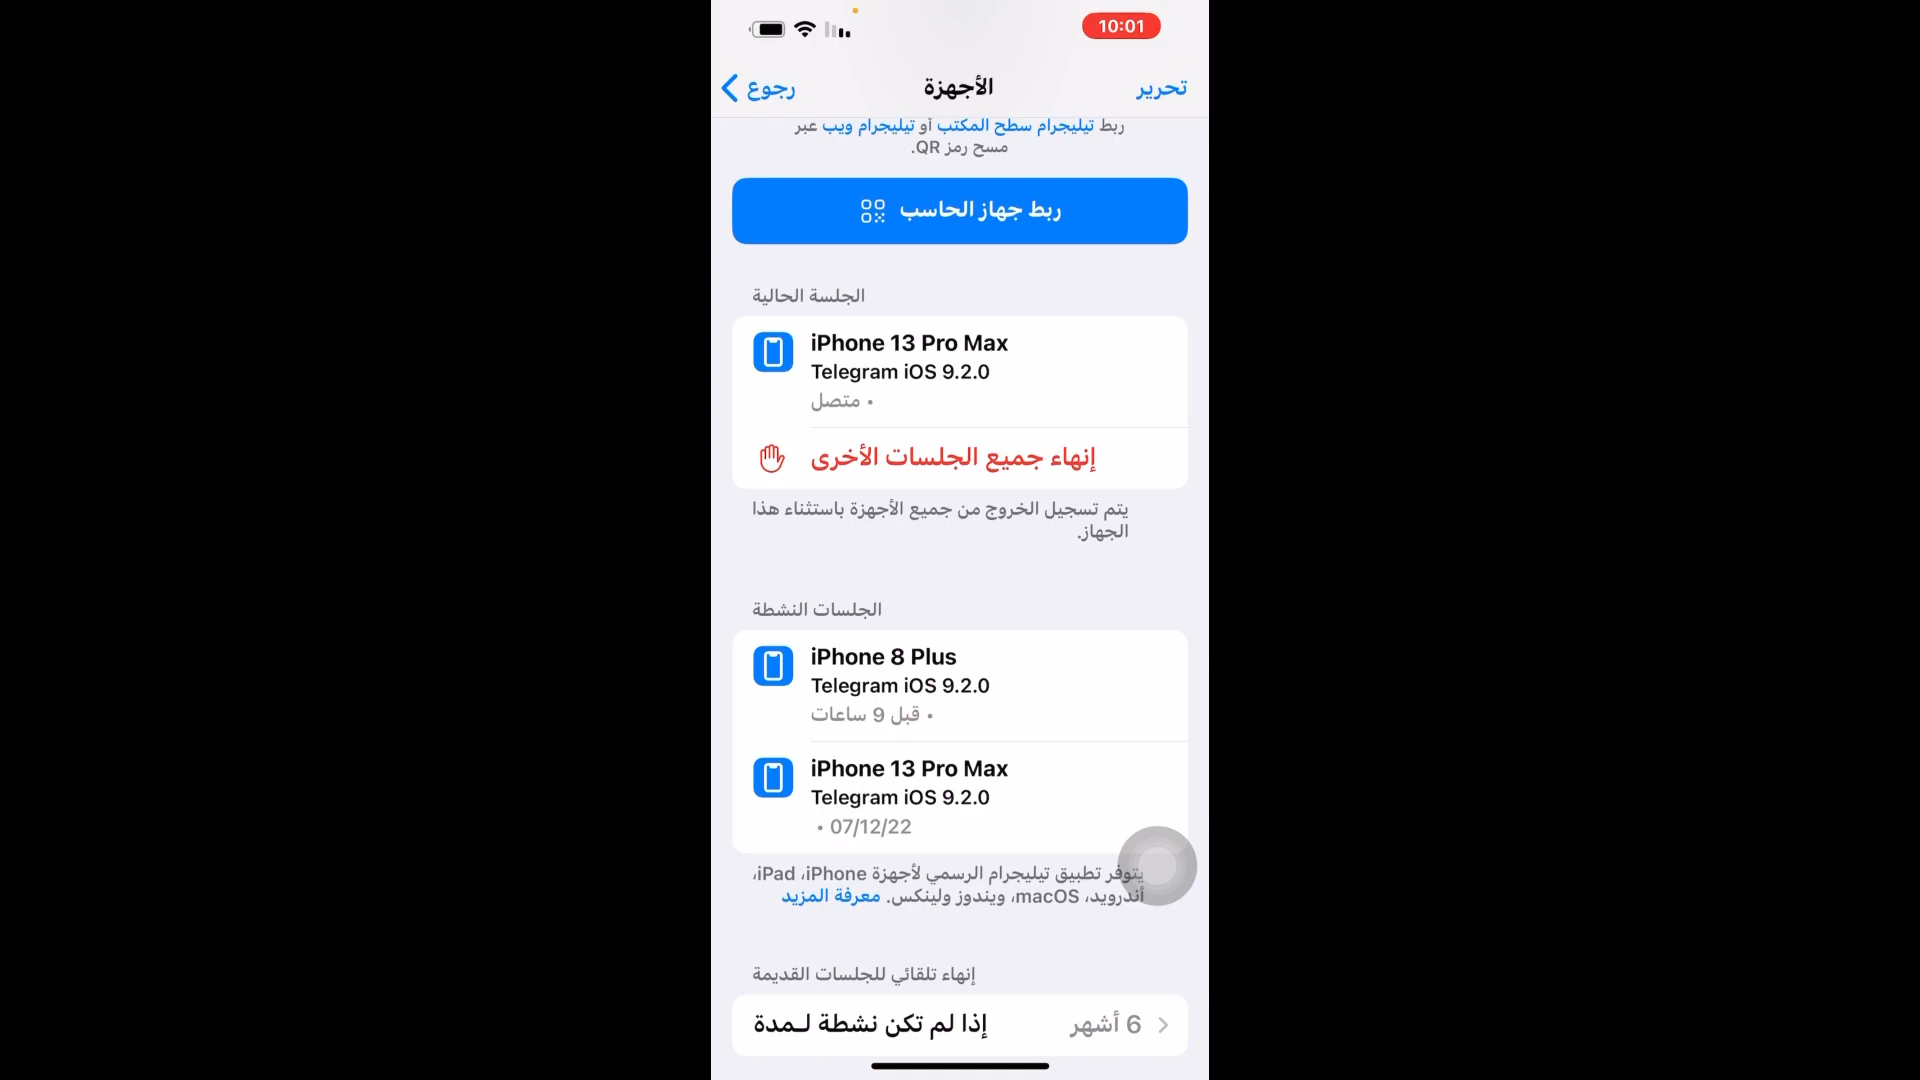 10:01
رجوع
الأجهزة
تحرير
ربط تيليجرام سطح المكتب أو تيليجرام ويب عبر
مسح رمز QR.
ربط جهاز الحاسب
الجلسة الحالية
iPhone 13 Pro Max
Telegram iOS 9.2.0
• متصل
إنهاء جميع الجلسات الأخرى
يتم تسجيل الخروج من جميع الأجهزة باستثناء هذا
الجهاز.
الجلسات النشطة
iPhone 8 Plus
Telegram iOS 9.2.0
• قبل 9 ساعات
iPhone 13 Pro Max
Telegram iOS 9.2.0
• 07/12/22
يتوفر تطبيق تيليجرام الرسمي لأجهزة iPhone، iPad،
أندرويد، macOS، ويندوز ولينكس. معرفة المزيد
إنهاء تلقائي للجلسات القديمة
إذا لم تكن نشطة لـمدة
6 أشهر